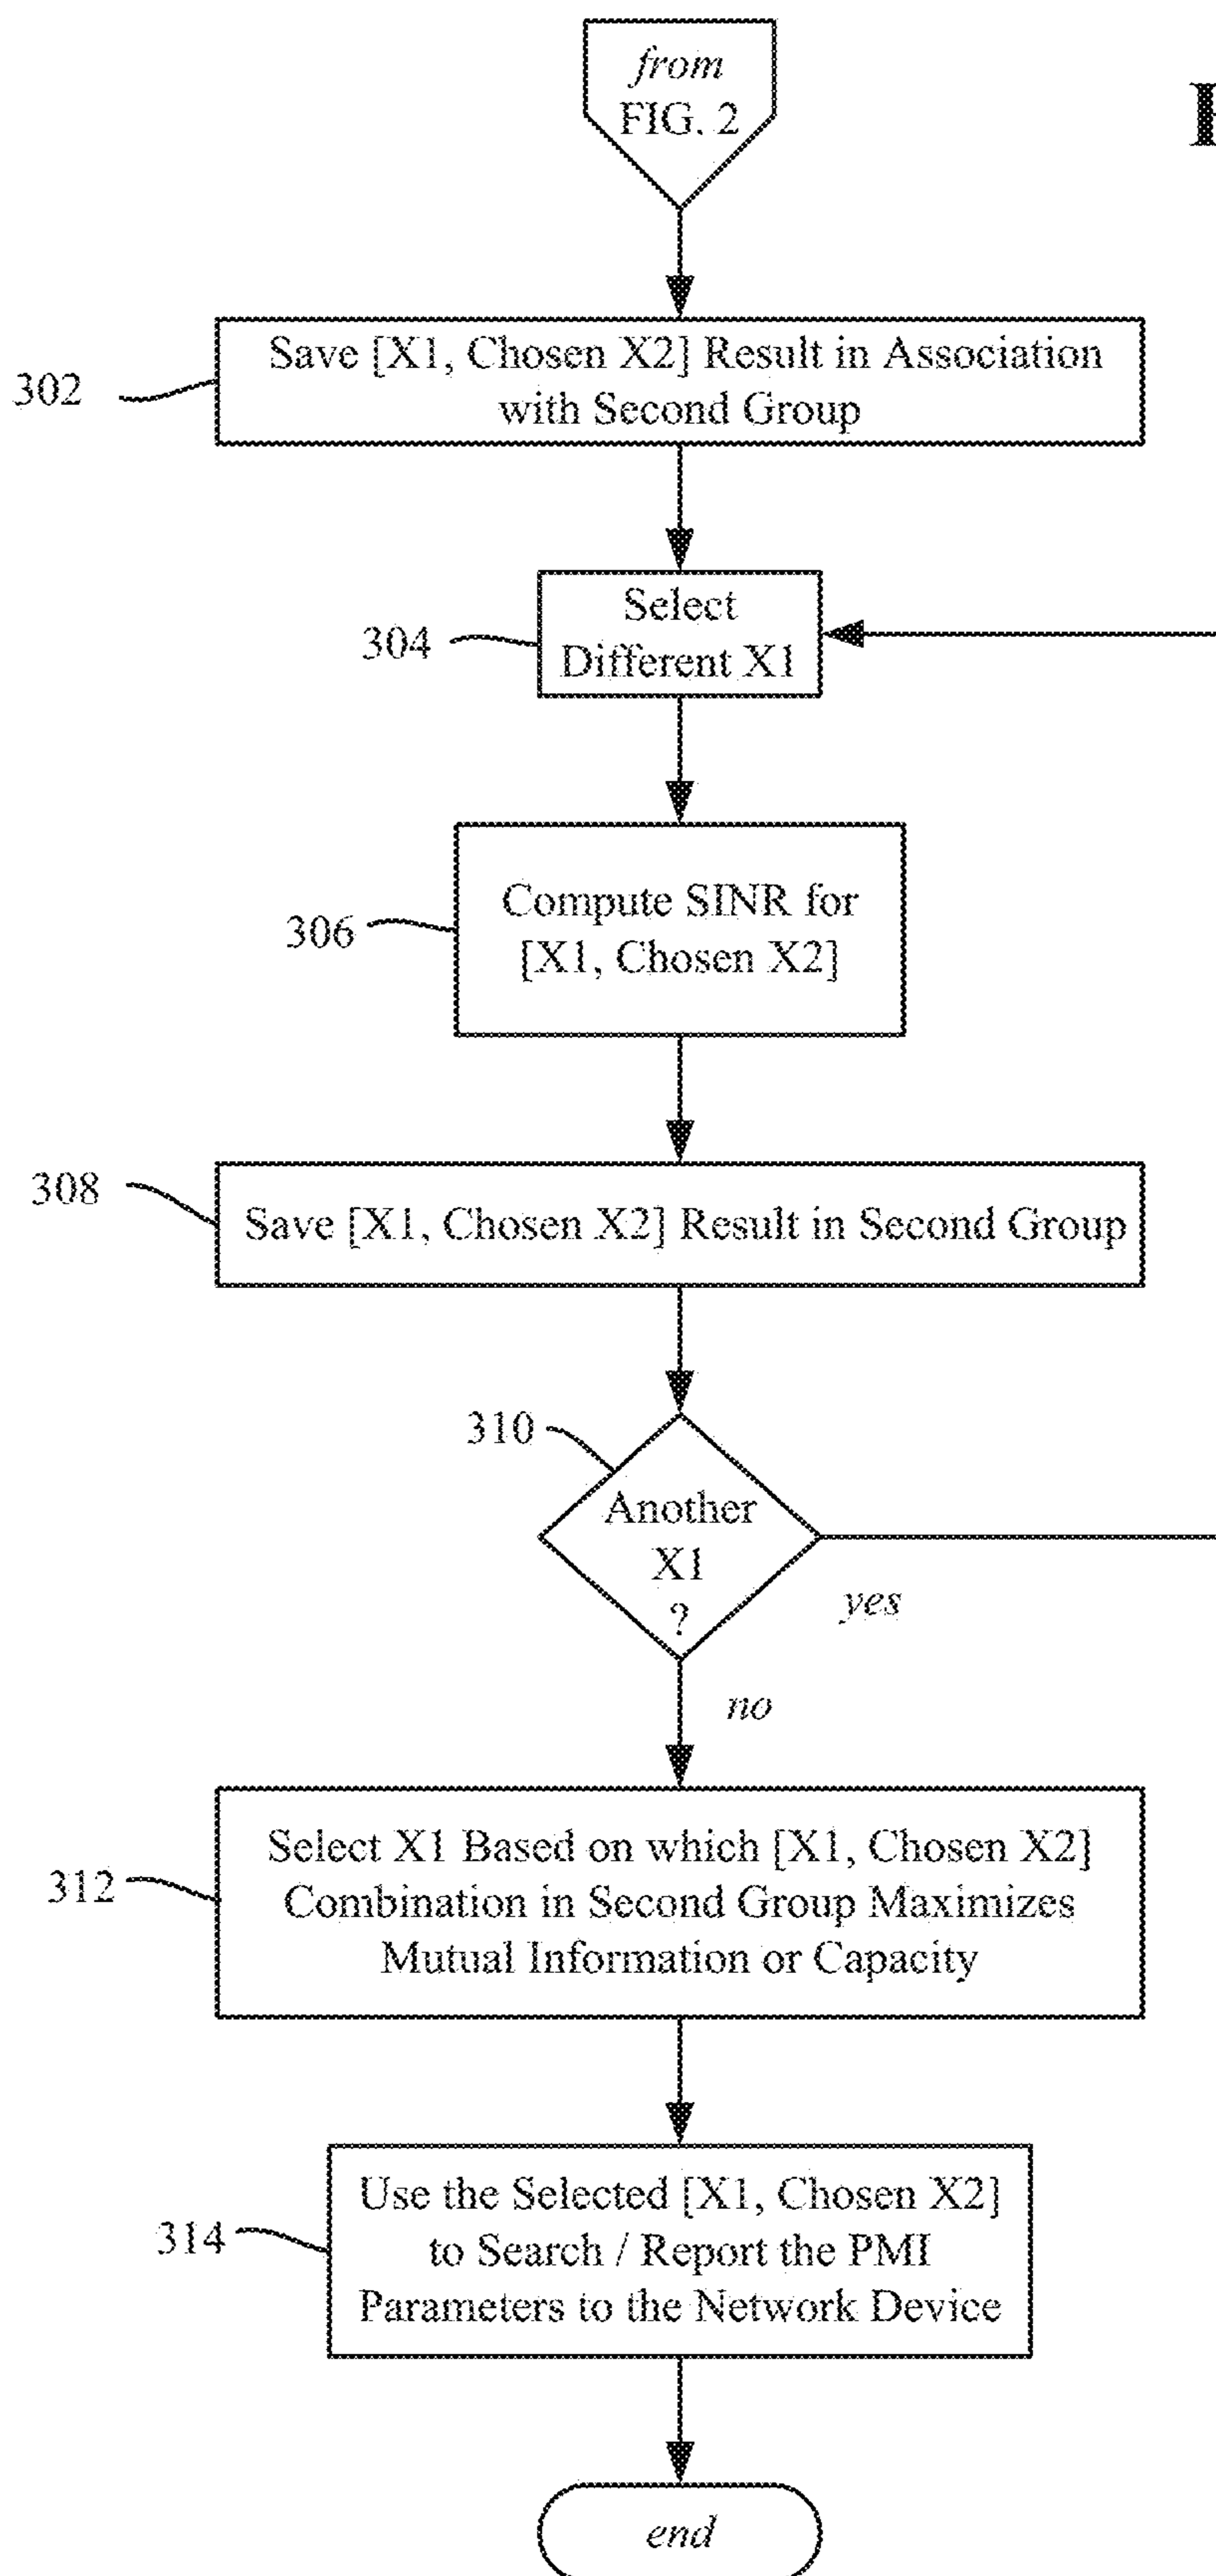 from
FIG. 2
Save [X1, Chosen X2] Result in Association
with Second Group
302
Select
Different X1
304
Compute SINR for
[X1, Chosen X2]
306
308
Save [X1, Chosen X2] Result in Second Group
310
Another
X1
?
yes
no
Select X1 Based on which [X1, Chosen X2]
Combination in Second Group Maximizes
Mutual Information or Capacity
312
Use the Selected [X1, Chosen X2]
to Search / Report the PMI
Parameters to the Network Device
314
end